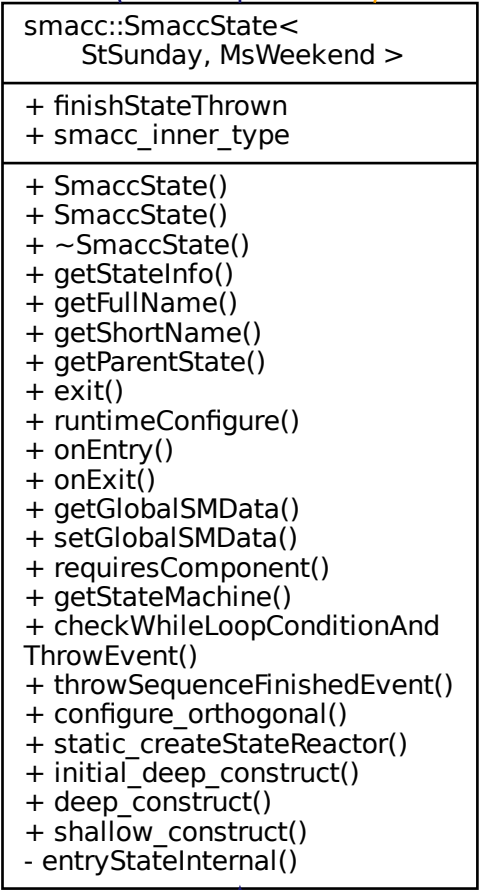 smacc::SmaccState<
StSunday, MsWeekend >
+ finishStateThrown
+ smacc_inner_type
+ SmaccState()
+ SmaccState()
+ ~SmaccState()
+ getStateInfo()
+ getFullName()
+ getShortName()
+ getParentState()
+ exit()
+ runtimeConfigure()
+ onEntry()
+ onExit()
+ getGlobalSMData()
+ setGlobalSMData()
+ requiresComponent()
+ getStateMachine()
+ checkWhileLoopConditionAnd
ThrowEvent()
+ throwSequenceFinishedEvent()
+ configure_orthogonal()
+ static_createStateReactor()
+ initial_deep_construct()
+ deep_construct()
+ shallow_construct()
- entryStateInternal()